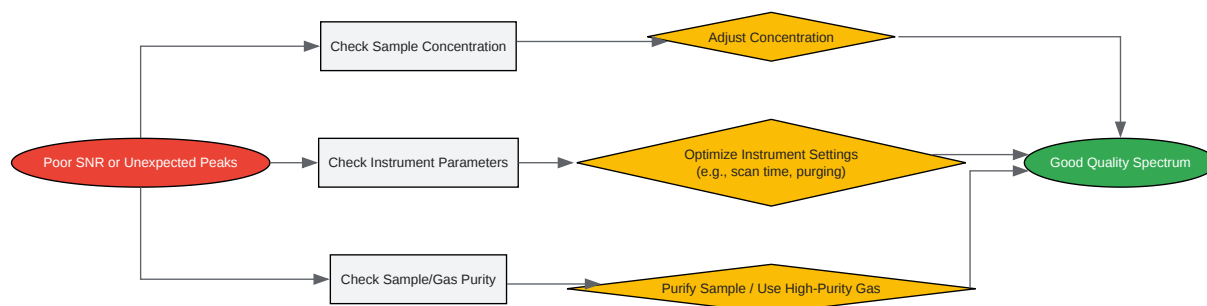 Check Sample Concentration
Adjust Concentration
Poor SNR or Unexpected Peaks
Check Instrument Parameters
Optimize Instrument Settings
(e.g., scan time, purging)
Good Quality Spectrum
Check Sample/Gas Purity
Purify Sample / Use High-Purity Gas